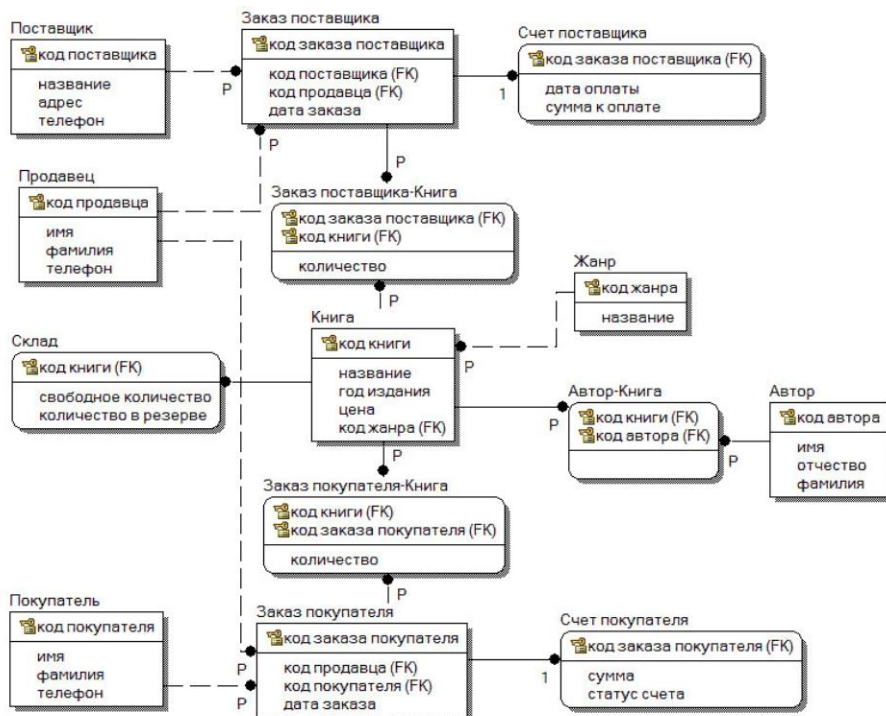 Поставщик
код поставщика
название
адрес
телефон
P
Заказ поставщика
код заказа поставщика
код поставщика (FK)
код продавца (FK)
дата заказа
1
Счет поставщика
код заказа поставщика (FK)
дата оплаты
сумма к оплате
P
P
Продавец
код продавца
имя
фамилия
телефон
Заказ поставщика-Книга
код заказа поставщика (FK)
код книги (FK)
количество
P
Жанр
код жанра
название
Склад
код книги (FK)
свободное количество
количество в резерве
Книга
код книги
название
год издания
цена
код жанра (FK)
P
P
Автор-Книга
код книги (FK)
код автора (FK)
P
Автор
код автора
имя
отчество
фамилия
P
Заказ покупателя-Книга
код книги (FK)
код заказа покупателя (FK)
количество
P
Покупатель
код покупателя
имя
фамилия
телефон
P
P
Заказ покупателя
код заказа покупателя
код продавца (FK)
код покупателя (FK)
дата заказа
1
Счет покупателя
код заказа покупателя (FK)
сумма
статус счета